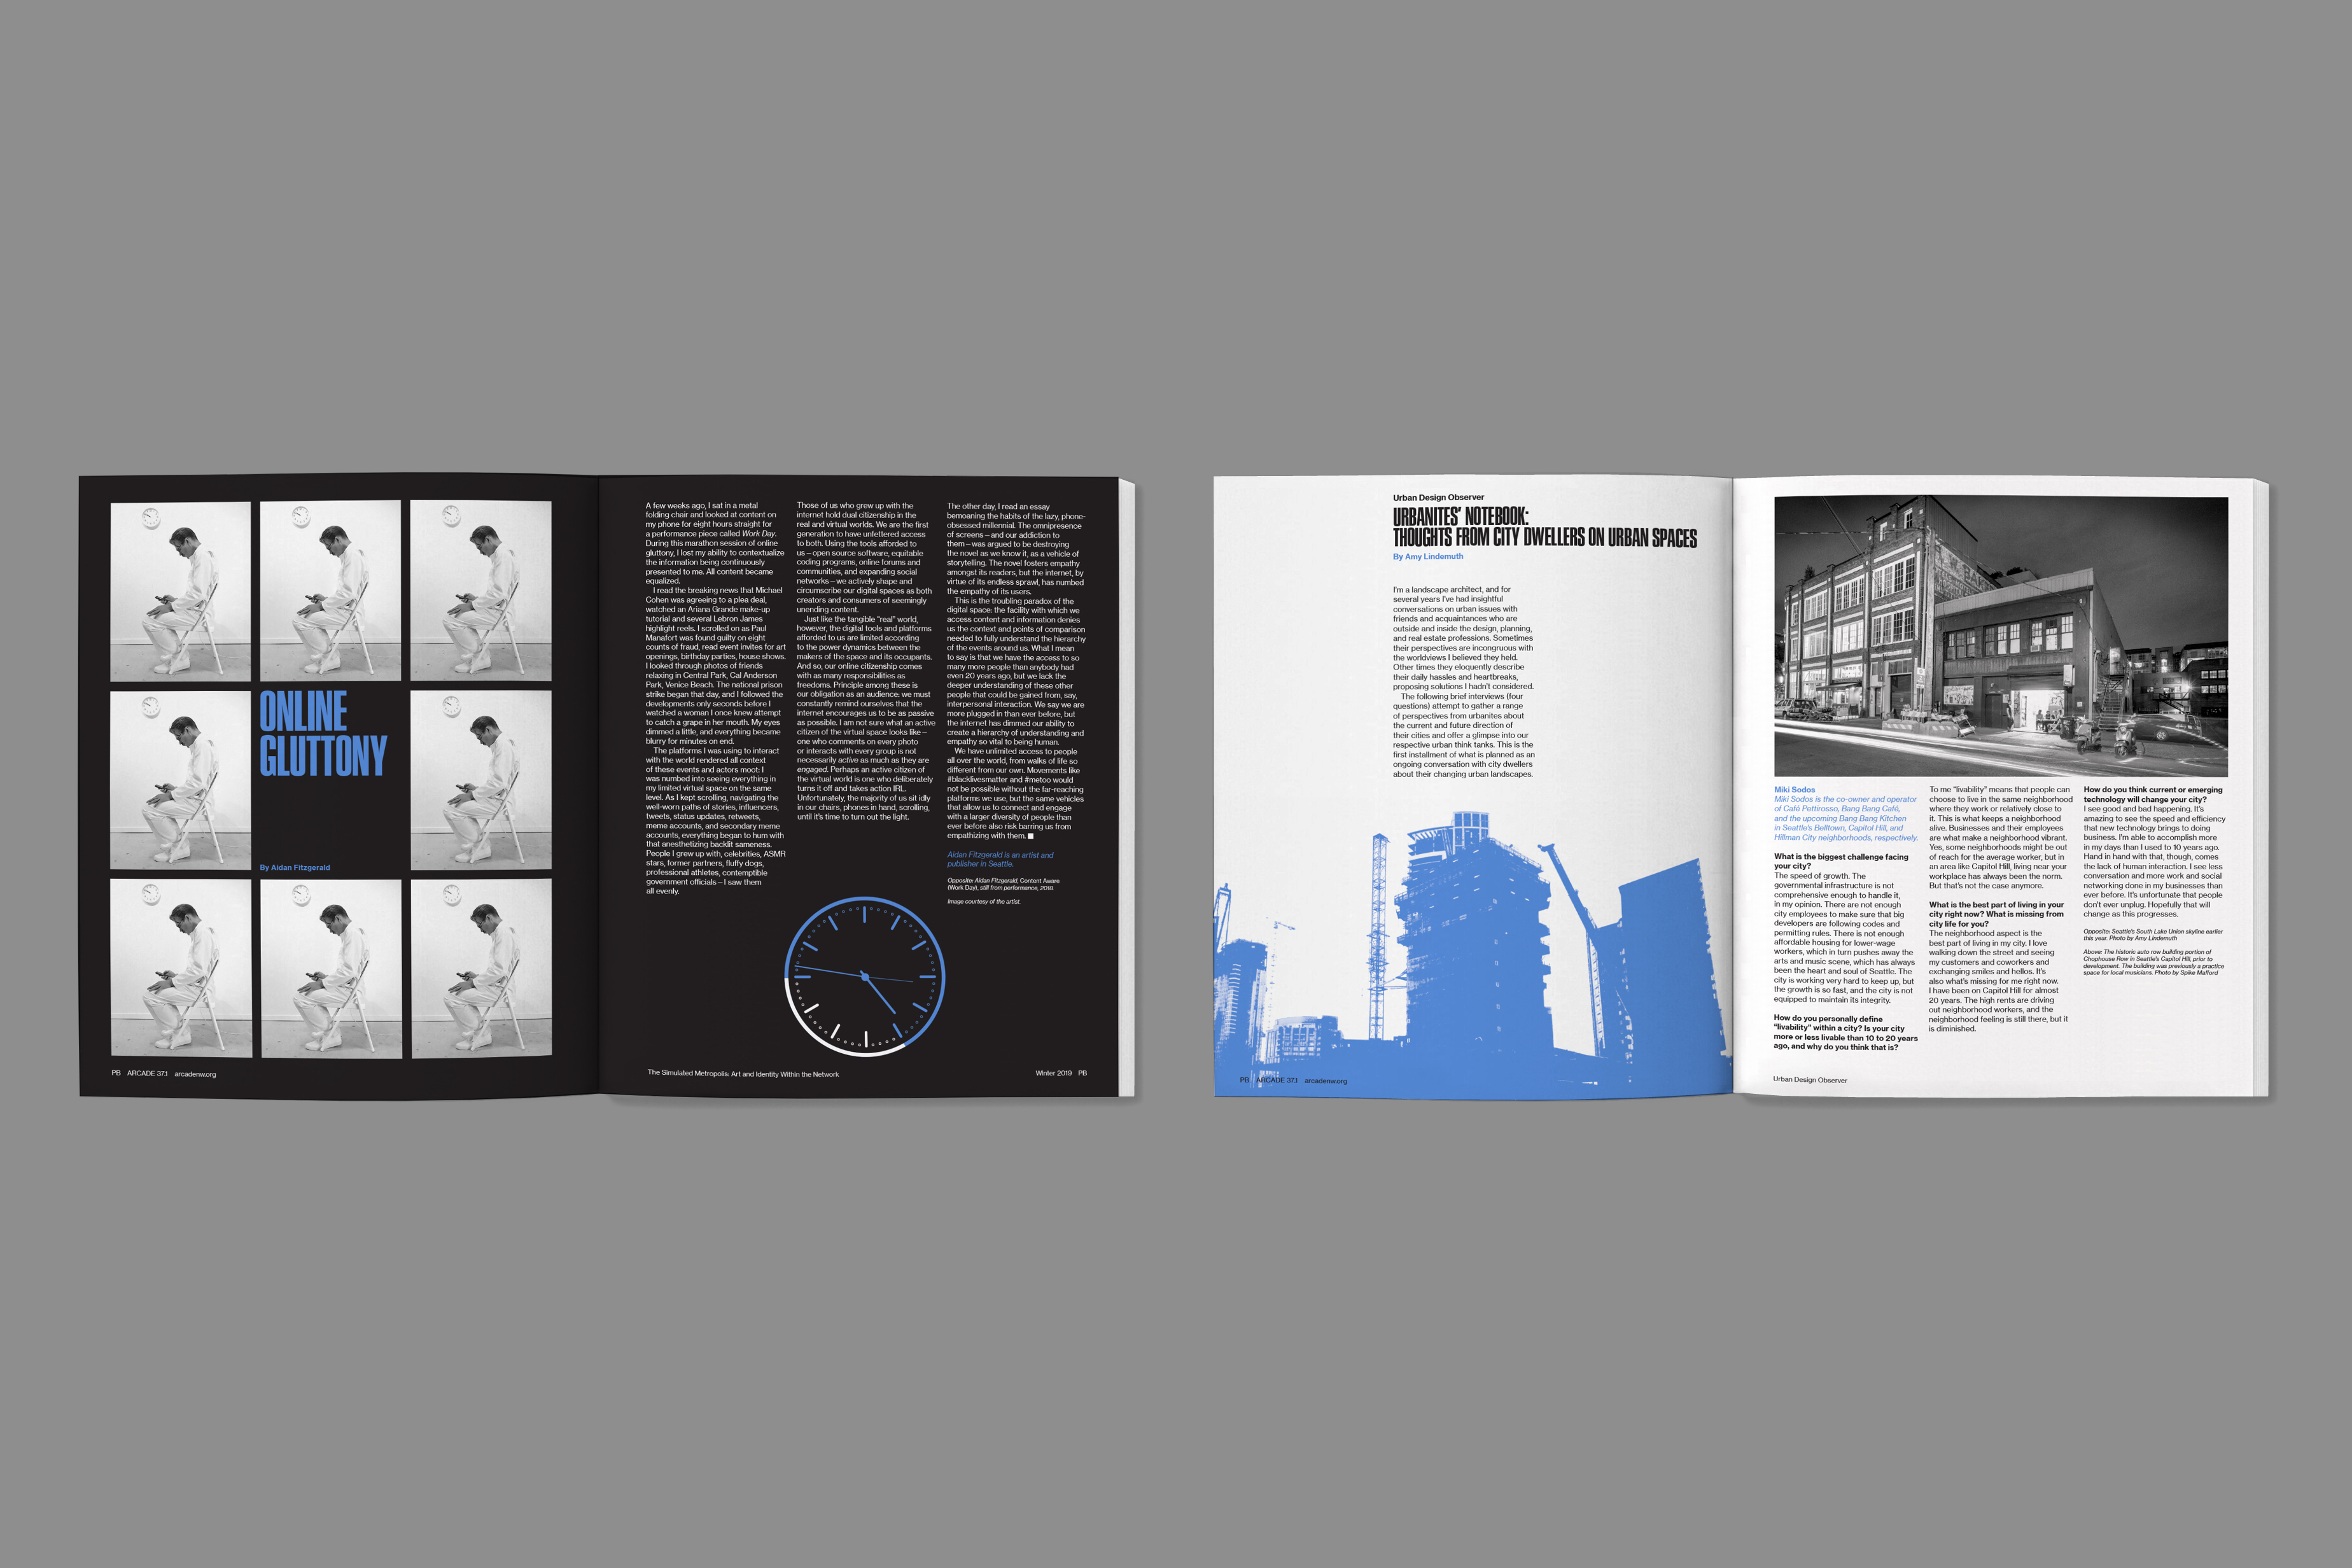 ONLINE
GLUTTONY
By Aidan Fitzgerald
PB ARCADE 37.1 arcadenw.org
A few weeks ago, I sat in a metal
folding chair and looked at content on
my phone for eight hours straight for
a performance piece called Work Day.
During this marathon session of online
gluttony, I lost my ability to contextualize
the information being continuously
presented to me. All content became
equalized.
I read the breaking news that Michael
Cohen was agreeing to a plea deal,
watched an Ariana Grande make-up
tutorial and several Lebron James
highlight reels. I scrolled on as Paul
Manafort was found guilty on eight
counts of fraud, read event invites for art
openings, birthday parties, house shows.
I looked through photos of friends
relaxing in Central Park, Cal Anderson
Park, Venice Beach. The national prison
strike began that day, and I followed the
developments only seconds before I
watched a woman I once knew attempt
to catch a grape in her mouth. My eyes
dimmed a little, and everything became
blurry for minutes on end.
The platforms I was using to interact
with the world rendered all context
of these events and actors moot: I
was numbed into seeing everything in
my limited virtual space on the same
level. As I kept scrolling, navigating the
well-worn paths of stories, influencers,
tweets, status updates, retweets,
meme accounts, and secondary meme
accounts, everything began to hum with
that anesthetizing backlit sameness.
People I grew up with, celebrities, ASMR
stars, former partners, fluffy dogs,
professional athletes, contemptible
government officials—I saw them
all evenly.
Those of us who grew up with the
internet hold dual citizenship in the
real and virtual worlds. We are the first
generation to have unfettered access
to both. Using the tools afforded to
us—open source software, equitable
coding programs, online forums and
communities, and expanding social
networks—we actively shape and
circumscribe our digital spaces as both
creators and consumers of seemingly
unending content.
Just like the tangible “real” world,
however, the digital tools and platforms
afforded to us are limited according
to the power dynamics between the
makers of the space and its occupants.
And so, our online citizenship comes
with as many responsibilities as
freedoms. Principle among these is
our obligation as an audience: we must
constantly remind ourselves that the
internet encourages us to be as passive
as possible. I am not sure what an active
citizen of the virtual space looks like—
one who comments on every photo
or interacts with every group is not
necessarily active as much as they are
engaged. Perhaps an active citizen of
the virtual world is one who deliberately
turns it off and takes action IRL.
Unfortunately, the majority of us sit idly
in our chairs, phones in hand, scrolling,
until it’s time to turn out the light.
The other day, I read an essay
bemoaning the habits of the lazy, phone-
obsessed millennial. The omnipresence
of screens—and our addiction to
them—was argued to be destroying
the novel as we know it, as a vehicle of
storytelling. The novel fosters empathy
amongst its readers, but the internet, by
virtue of its endless sprawl, has numbed
the empathy of its users.
This is the troubling paradox of the
digital space: the facility with which we
access content and information denies
us the context and points of comparison
needed to fully understand the hierarchy
of the events around us. What I mean
to say is that we have the access to so
many more people than anybody had
even 20 years ago, but we lack the
deeper understanding of these other
people that could be gained from, say,
interpersonal interaction. We say we are
more plugged in than ever before, but
the internet has dimmed our ability to
create a hierarchy of understanding and
empathy so vital to being human.
We have unlimited access to people
all over the world, from walks of life so
different from our own. Movements like
#blacklivesmatter and #metoo would
not be possible without the far-reaching
platforms we use, but the same vehicles
that allow us to connect and engage
with a larger diversity of people than
ever before also risk barring us from
empathizing with them. ■
Aidan Fitzgerald is an artist and
publisher in Seattle.
Opposite: Aidan Fitzgerald, Content Aware
(Work Day), still from performance, 2018.
Image courtesy of the artist.
The Simulated Metropolis: Art and Identity Within the Network
Winter 2019 PB
Urban Design Observer
URBANITES’ NOTEBOOK:
THOUGHTS FROM CITY DWELLERS ON URBAN SPACES
By Amy Lindemuth
I’m a landscape architect, and for
several years I’ve had insightful
conversations on urban issues with
friends and acquaintances who are
outside and inside the design, planning,
and real estate professions. Sometimes
their perspectives are incongruous with
the worldviews I believed they held.
Other times they eloquently describe
their daily hassles and heartbreaks,
proposing solutions I hadn’t considered.
The following brief interviews (four
questions) attempt to gather a range
of perspectives from urbanites about
the current and future direction of
their cities and offer a glimpse into our
respective urban think tanks. This is the
first installment of what is planned as an
ongoing conversation with city dwellers
about their changing urban landscapes.
PB ARCADE 37.1 arcadenw.org
Miki Sodos
Miki Sodos is the co-owner and operator
of Café Pettirosso, Bang Bang Café,
and the upcoming Bang Bang Kitchen
in Seattle’s Belltown, Capitol Hill, and
Hillman City neighborhoods, respectively.
What is the biggest challenge facing
your city?
The speed of growth. The
governmental infrastructure is not
comprehensive enough to handle it,
in my opinion. There are not enough
city employees to make sure that big
developers are following codes and
permitting rules. There is not enough
affordable housing for lower-wage
workers, which in turn pushes away the
arts and music scene, which has always
been the heart and soul of Seattle. The
city is working very hard to keep up, but
the growth is so fast, and the city is not
equipped to maintain its integrity.
How do you personally define
“livability” within a city? Is your city
more or less livable than 10 to 20 years
ago, and why do you think that is?
To me “livability” means that people can
choose to live in the same neighborhood
where they work or relatively close to
it. This is what keeps a neighborhood
alive. Businesses and their employees
are what make a neighborhood vibrant.
Yes, some neighborhoods might be out
of reach for the average worker, but in
an area like Capitol Hill, living near your
workplace has always been the norm.
But that’s not the case anymore.
What is the best part of living in your
city right now? What is missing from
city life for you?
The neighborhood aspect is the
best part of living in my city. I love
walking down the street and seeing
my customers and coworkers and
exchanging smiles and hellos. It’s
also what’s missing for me right now.
I have been on Capitol Hill for almost
20 years. The high rents are driving
out neighborhood workers, and the
neighborhood feeling is still there, but it
is diminished.
How do you think current or emerging
technology will change your city?
I see good and bad happening. It’s
amazing to see the speed and efficiency
that new technology brings to doing
business. I’m able to accomplish more
in my days than I used to 10 years ago.
Hand in hand with that, though, comes
the lack of human interaction. I see less
conversation and more work and social
networking done in my businesses than
ever before. It’s unfortunate that people
don’t ever unplug. Hopefully that will
change as this progresses.
Opposite: Seattle’s South Lake Union skyline earlier
this year. Photo by Amy Lindemuth
Above: The historic auto row building portion of
Chophouse Row in Seattle’s Capitol Hill, prior to
development. The building was previously a practice
space for local musicians. Photo by Spike Mafford
Urban Design Observer